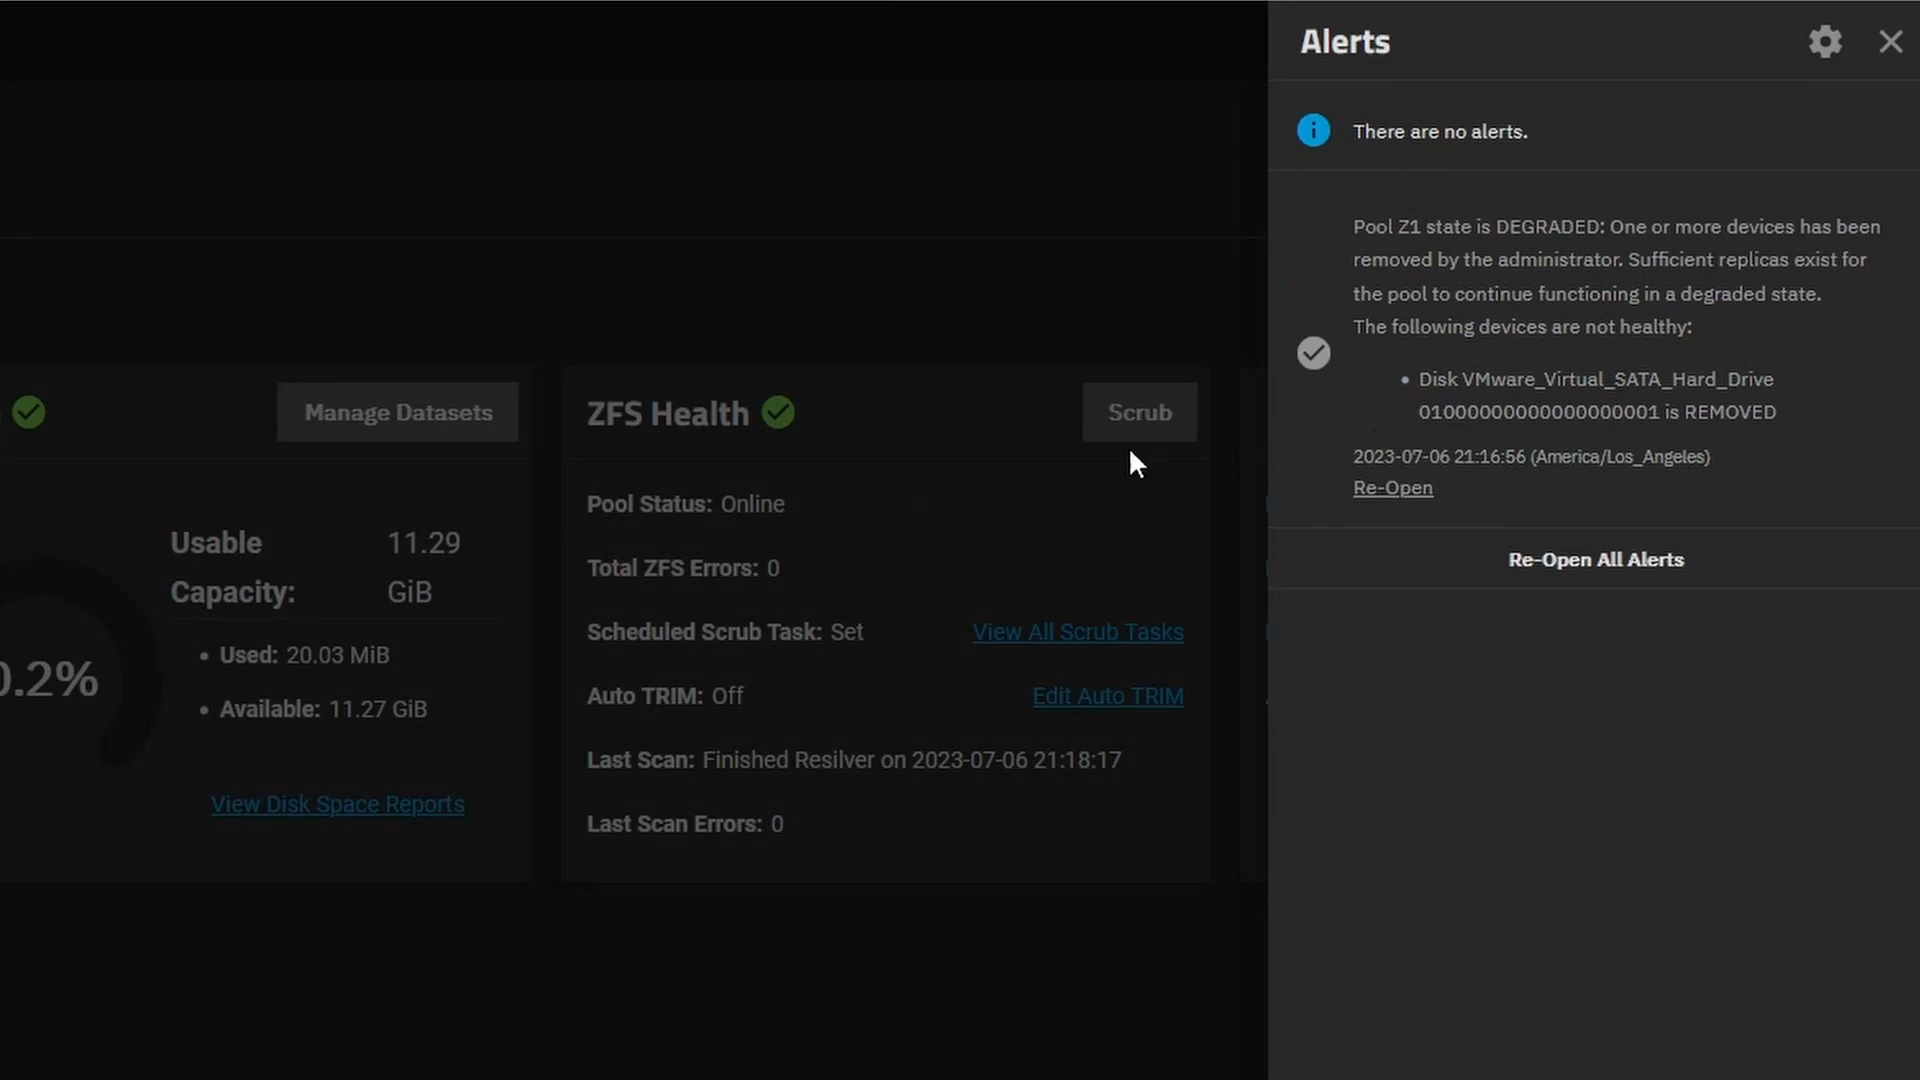 Alerts
There are no alerts.
Pool Z1 state is DEGRADED: One or more devices has been
removed by the administrator. Sufficient replicas exist for
the pool to continue functioning in a degraded state.
The following devices are not healthy:
• Disk VMware_Virtual_SATA_Hard_Drive
01000000000000000001 is REMOVED
2023-07-06 21:16:56 (America/Los_Angeles)
Re-Open
Re-Open All Alerts
Manage Datasets
Usable
Capacity:
11.29
GiB
• Used: 20.03 MiB
• Available: 11.27 GiB
0.2%
View Disk Space Reports
ZFS Health
Scrub
Pool Status: Online
Total ZFS Errors: 0
Scheduled Scrub Task: Set
View All Scrub Tasks
Auto TRIM: Off
Edit Auto TRIM
Last Scan: Finished Resilver on 2023-07-06 21:18:17
Last Scan Errors: 0